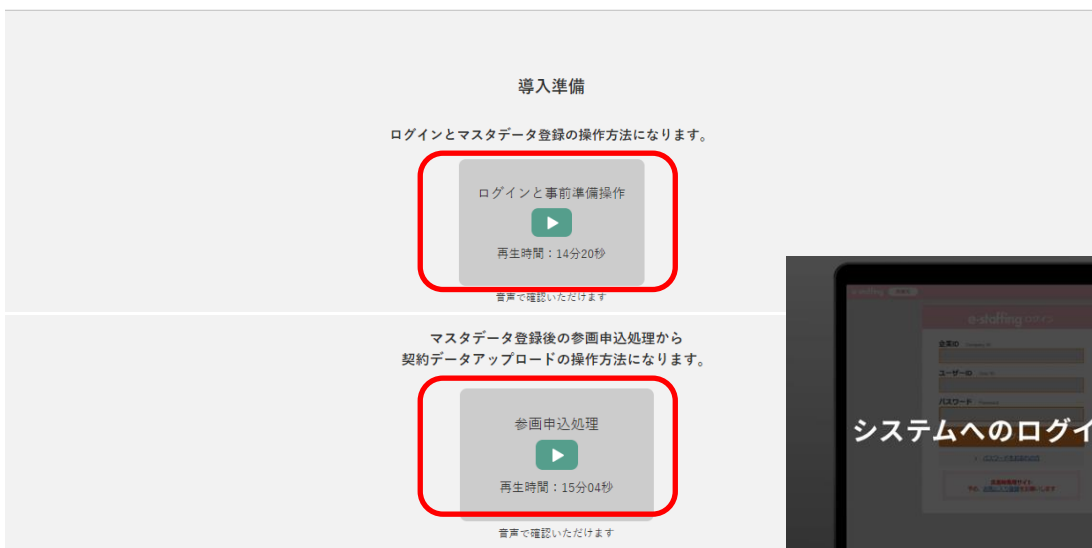 導入準備
ログインとマスタデータ登録の操作方法になります。
ログインと事前準備操作
再生時間：14分20秒
音声で確認いただけます
マスタデータ登録後の参画申込処理から
契約データアップロードの操作方法になります。
参画申込処理
再生時間：15分04秒
音声で確認いただけます
e-staffing
e-staffing ログイン
企業ID
ユーザーID
パスワード
システムへのログイ